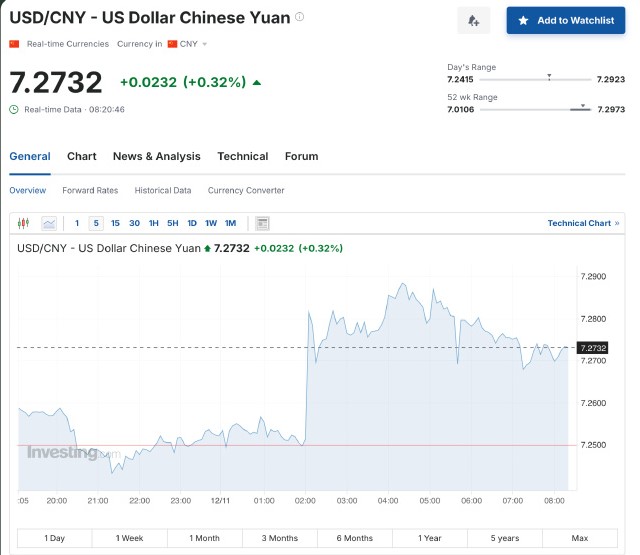 USD/CNY - US Dollar Chinese Yuan
Add to Watchlist
Real-time Currencies Currency in CNY
7.2732 +0.0232 (+0.32%)
Real-time Data · 08:20:46
Day's Range
7.2415 7.2923
52 wk Range
7.0106 7.2973
General Chart News & Analysis Technical Forum
Overview Forward Rates Historical Data Currency Converter
1 5 15 30 1H 5H 1D 1W 1M Technical Chart »
USD/CNY - US Dollar Chinese Yuan 7.2732 +0.0232 (+0.32%)
7.2900
7.2800
7.2732
7.2700
7.2600
7.2500
Investing.com
:05 20:00 21:00 22:00 23:00 12/11 01:00 02:00 03:00 04:00 05:00 06:00 07:00 08:00
1 Day 1 Week 1 Month 3 Months 6 Months 1 Year 5 years Max